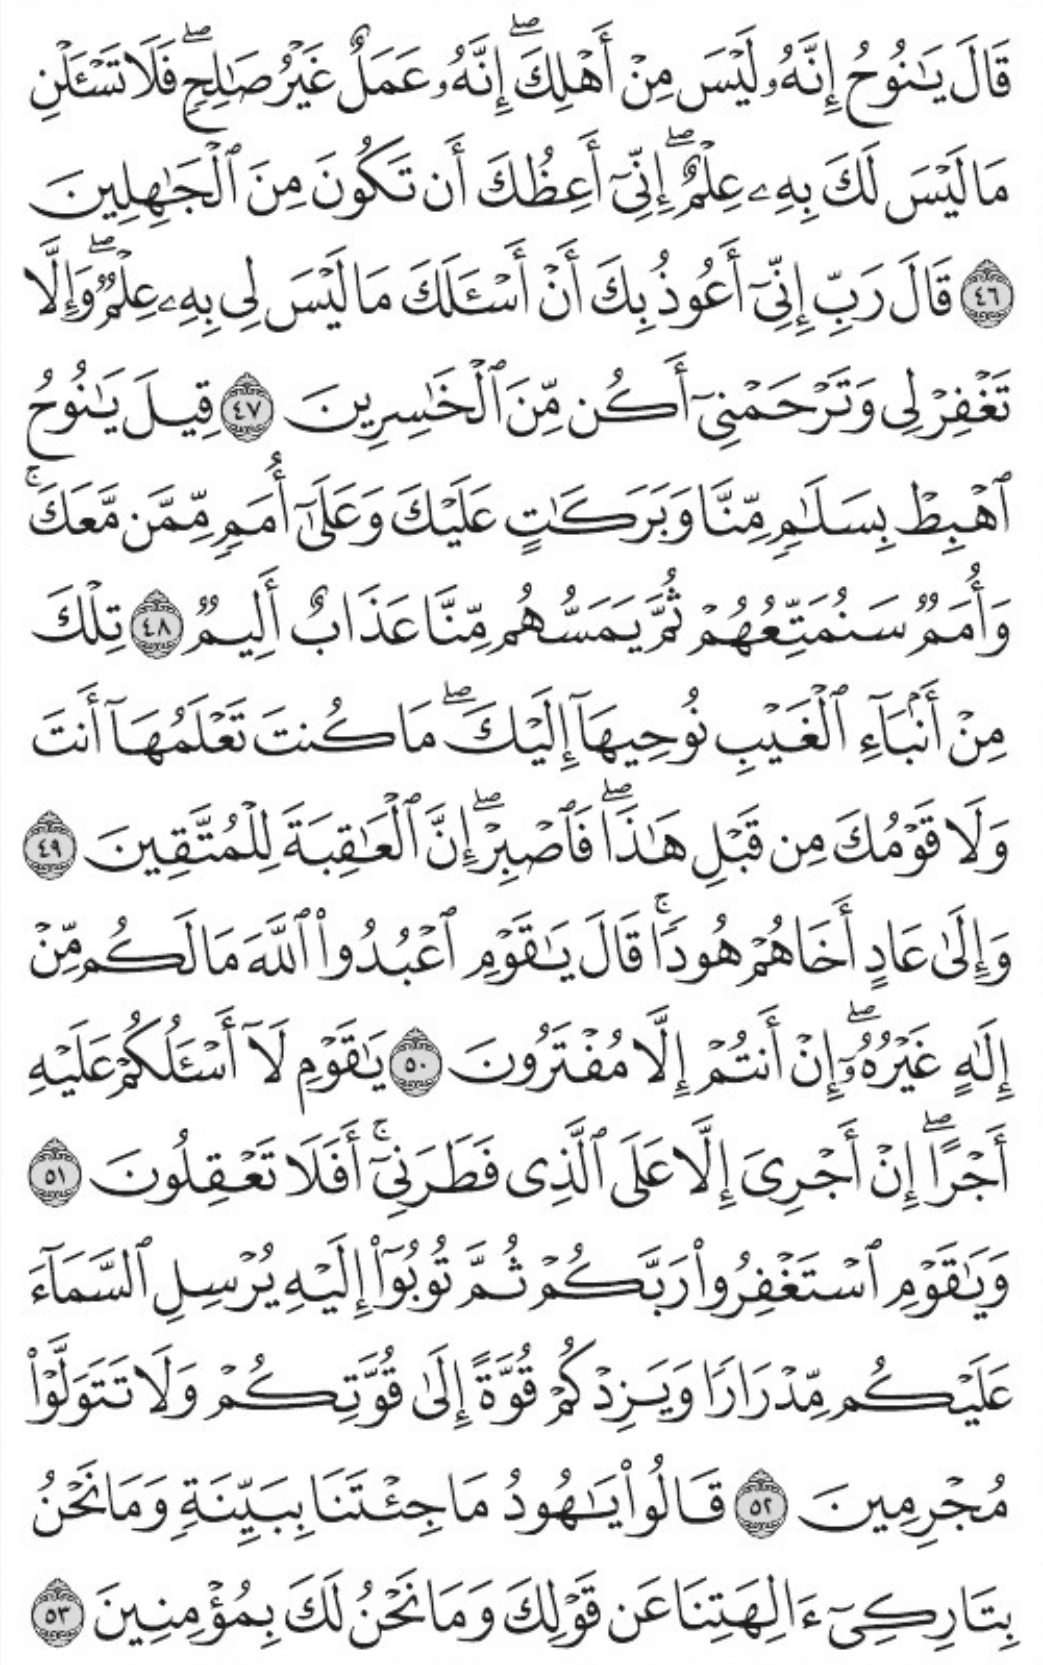 قَالَ يَٰنُوحُ إِنَّهُۥ لَيْسَ مِنْ أَهْلِكَ ۖ إِنَّهُۥ عَمَلٌ غَيْرُ صَٰلِحٍ ۖ فَلَا تَسْـَٔلْنِ
مَا لَيْسَ لَكَ بِهِۦ عِلْمٌ ۖ إِنِّىٓ أَعِظُكَ أَن تَكُونَ مِنَ ٱلْجَٰهِلِينَ
٤٦ قَالَ رَبِّ إِنِّىٓ أَعُوذُ بِكَ أَنْ أَسْـَٔلَكَ مَا لَيْسَ لِى بِهِۦ عِلْمٌ ۖ وَإِلَّا
تَغْفِرْ لِى وَتَرْحَمْنِىٓ أَكُن مِّنَ ٱلْخَٰسِرِينَ ٤٧ قِيلَ يَٰنُوحُ
ٱهْبِطْ بِسَلَٰمٍ مِّنَّا وَبَرَكَٰتٍ عَلَيْكَ وَعَلَىٰٓ أُمَمٍ مِّمَّن مَّعَكَ ۚ
وَأُمَمٌ سَنُمَتِّعُهُمْ ثُمَّ يَمَسُّهُم مِّنَّا عَذَابٌ أَلِيمٌ ٤٨ تِلْكَ
مِنْ أَنۢبَآءِ ٱلْغَيْبِ نُوحِيهَآ إِلَيْكَ ۖ مَا كُنتَ تَعْلَمُهَآ أَنتَ
وَلَا قَوْمُكَ مِن قَبْلِ هَٰذَا ۖ فَٱصْبِرْ ۖ إِنَّ ٱلْعَٰقِبَةَ لِلْمُتَّقِينَ ٤٩
وَإِلَىٰ عَادٍ أَخَاهُمْ هُودًا ۚ قَالَ يَٰقَوْمِ ٱعْبُدُوا۟ ٱللَّهَ مَا لَكُم مِّنْ
إِلَٰهٍ غَيْرُهُۥٓ ۖ إِنْ أَنتُمْ إِلَّا مُفْتَرُونَ ٥٠ يَٰقَوْمِ لَآ أَسْـَٔلُكُمْ عَلَيْهِ
أَجْرًا ۖ إِنْ أَجْرِىَ إِلَّا عَلَى ٱلَّذِى فَطَرَنِىٓ ۚ أَفَلَا تَعْقِلُونَ ٥١
وَيَٰقَوْمِ ٱسْتَغْفِرُوا۟ رَبَّكُمْ ثُمَّ تُوبُوٓا۟ إِلَيْهِ يُرْسِلِ ٱلسَّمَآءَ
عَلَيْكُم مِّدْرَارًا وَيَزِدْكُمْ قُوَّةً إِلَىٰ قُوَّتِكُمْ وَلَا تَتَوَلَّوْا۟
مُجْرِمِينَ ٥٢ قَالُوا۟ يَٰهُودُ مَا جِئْتَنَا بِبَيِّنَةٍ وَمَا نَحْنُ
بِتَارِكِىٓ ءَالِهَتِنَا عَن قَوْلِكَ وَمَا نَحْنُ لَكَ بِمُؤْمِنِينَ ٥٣